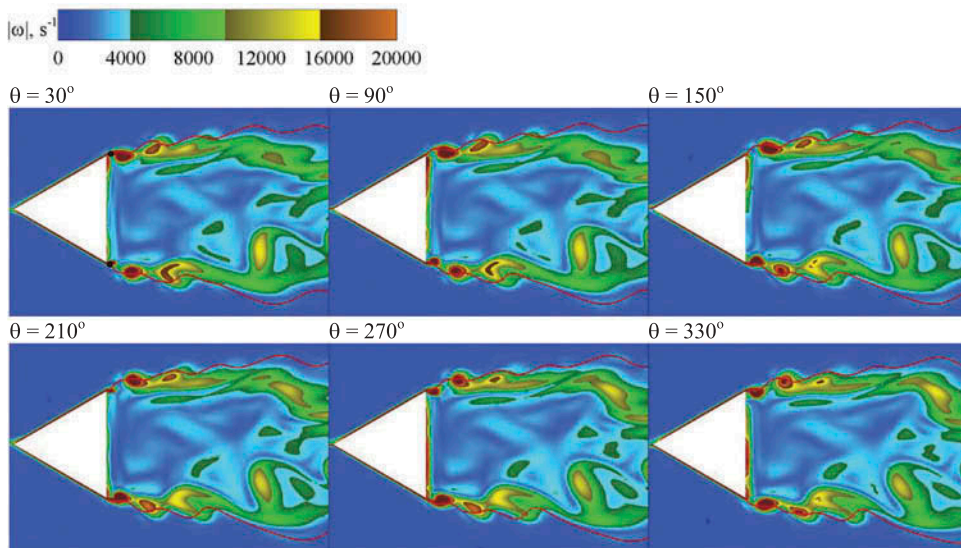 |ω|, s⁻¹
0 4000 8000 12000 16000 20000
θ = 30° θ = 90° θ = 150°
θ = 210° θ = 270° θ = 330°